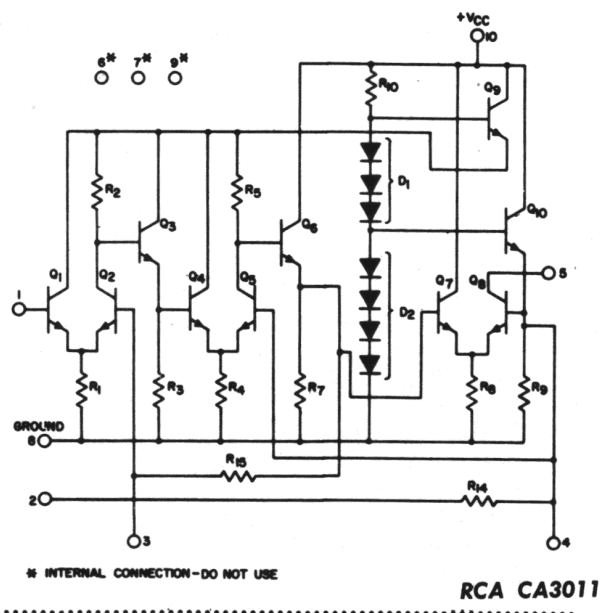 +VCC
10
6* 7* 9*
R10
Q9
D1
R2
R5
Q3
Q6
Q10
Q1
Q2
Q4
Q5
Q7
Q8
5
1
D2
R1
R3
R4
R7
R8
R9
GROUND
8
R15
2
R14
3
4
* INTERNAL CONNECTION-DO NOT USE
RCA CA3011